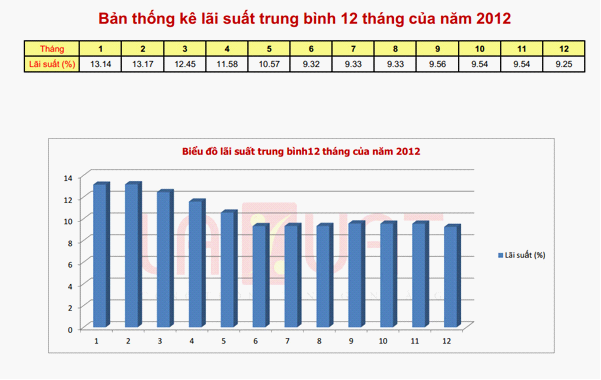 Bản thống kê lãi suất trung bình 12 tháng của năm 2012
Tháng 1 2 3 4 5 6 7 8 9 10 11 12
Lãi suất (%) 13.14 13.17 12.45 11.58 10.57 9.32 9.33 9.33 9.56 9.54 9.54 9.25
Biểu đồ lãi suất trung bình12 tháng của năm 2012
14
12
10
8
6
4
2
0
1 2 3 4 5 6 7 8 9 10 11 12
Lãi suất (%)